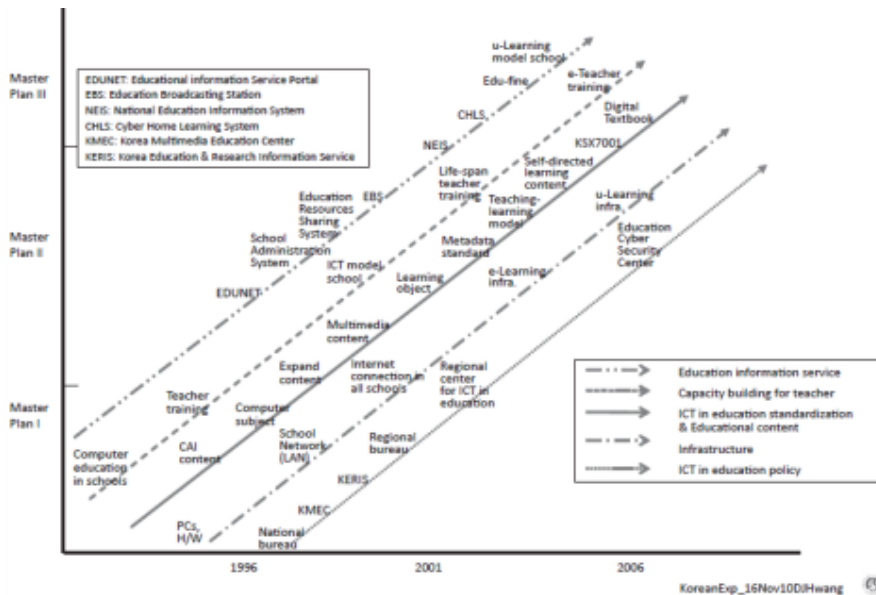 u-Learning
model school
Master
Plan III
EDUNET: Educational information Service Portal
EBS: Education Broadcasting Station
NEIS: National Education Information System
CHLS: Cyber Home Learning System
KMEC: Korea Multimedia Education Center
KERIS: Korea Education & Research Information Service
Edu-fine
e-Teacher
training
CHLS,
Digital
Textbook
NEIS
KSX7001
Life-span
teacher
training
Self-directed
learning
content
Education
Resources
Sharing
System
EBS
Teaching-
learning
model
u-Learning
infra.
Master
Plan II
School
Administration
System
ICT model
school
Metadata
standard
Education
Cyber
Security
Center
EDUNET
Learning
object
e-Learning
infra.
Multimedia
content
Expand
content
Internet
connection in
all schools
Regional
center
for ICT in
education
Master
Plan I
Teacher
training
Computer
subject
Computer
education
in schools
CAI
content
School
Network
(LAN)
Regional
bureau
KERIS
KMEC
PCs,
H/W
National
bureau
Education information service
Capacity building for teacher
ICT in education standardization
& Educational content
Infrastructure
ICT in education policy
1996
2001
2006
KoreanExp_16Nov10DJHwang